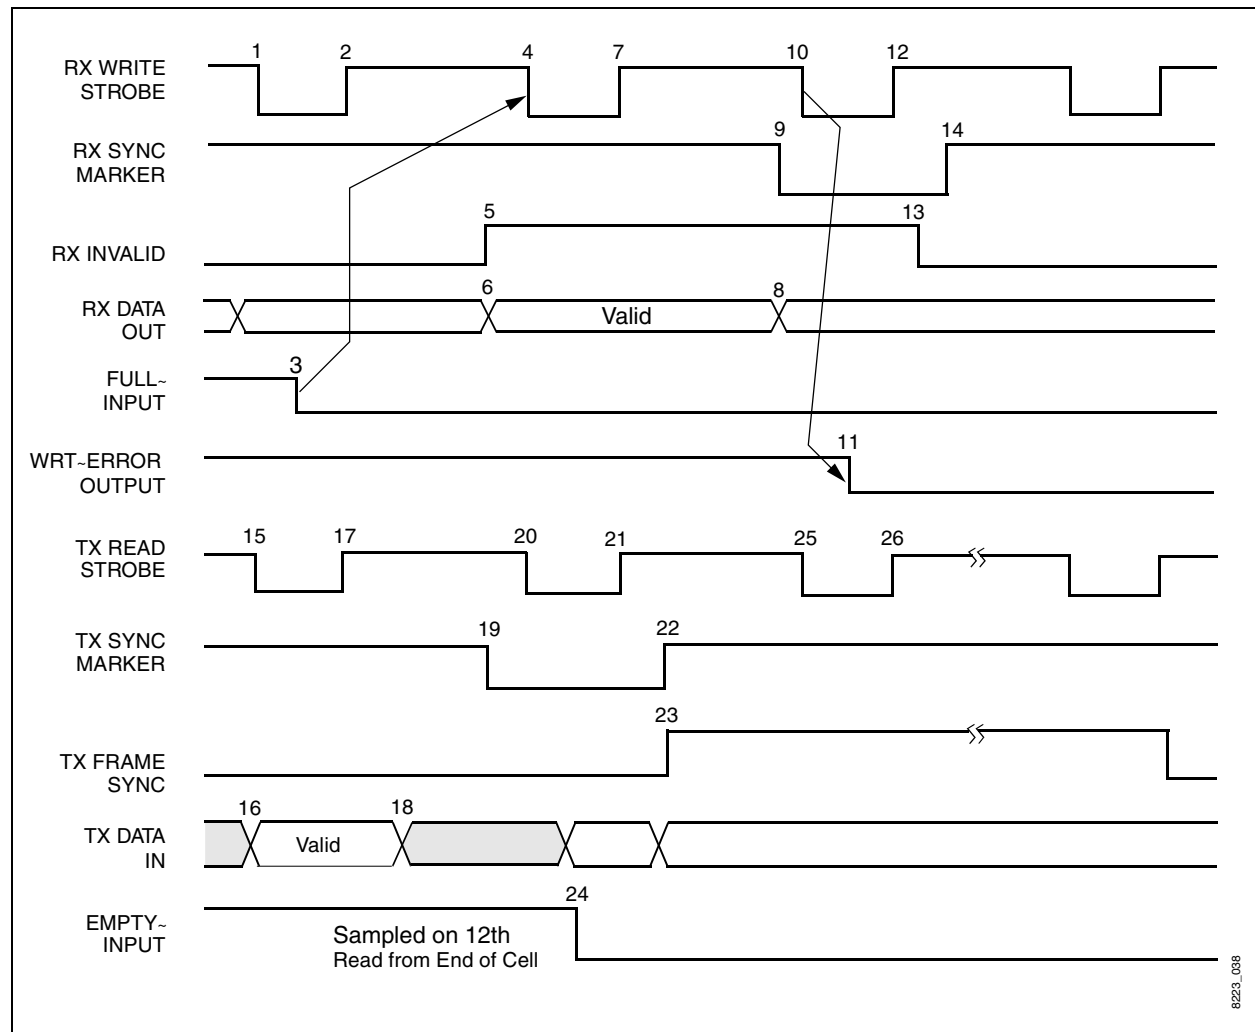 1 2 4 7 10 12
RX WRITE
STROBE
9 14
RX SYNC
MARKER
5 13
RX INVALID
6 8
RX DATA
OUT
Valid
3
FULL~
INPUT
11
WRT~ERROR
OUTPUT
15 17 20 21 25 26
TX READ
STROBE
19 22
TX SYNC
MARKER
23
TX FRAME
SYNC
16 18
TX DATA
IN
Valid
24
EMPTY~
INPUT
Sampled on 12th
Read from End of Cell
8223_038